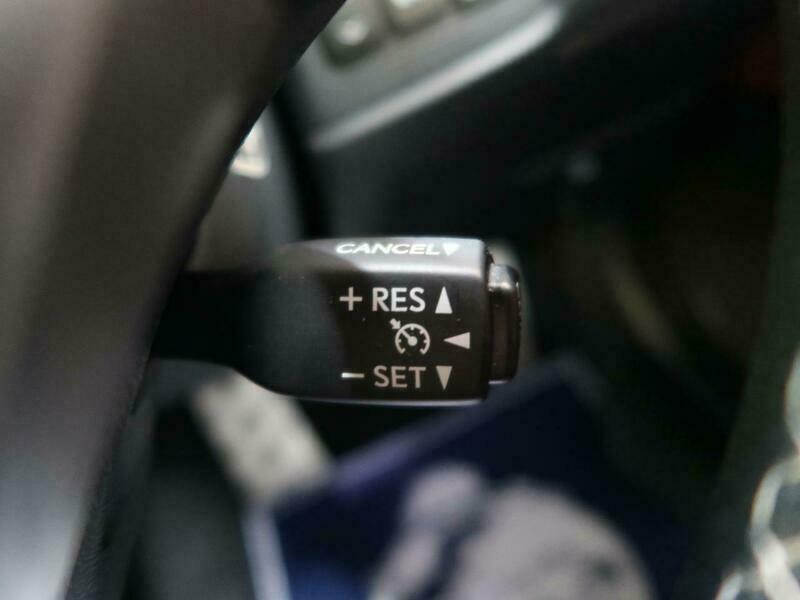 CANCEL▼
+ RES ▲
◀
- SET ▼